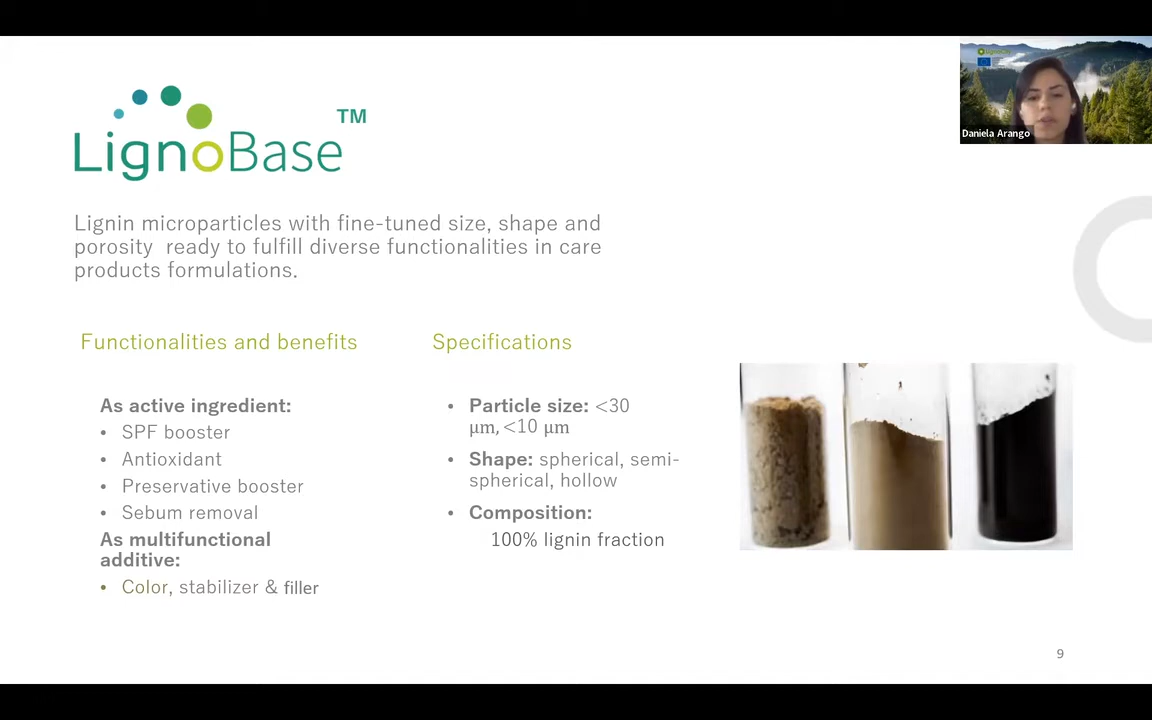 LignoBase
TM
Daniela Arango
Lignin microparticles with fine-tuned size, shape and
porosity ready to fulfill diverse functionalities in care
products formulations.
Functionalities and benefits
As active ingredient:
• SPF booster
• Antioxidant
• Preservative booster
• Sebum removal
As multifunctional
additive:
• Color, stabilizer & filler
Specifications
• Particle size: <30
μm, <10 μm
• Shape: spherical, semi-
spherical, hollow
• Composition:
100% lignin fraction
9